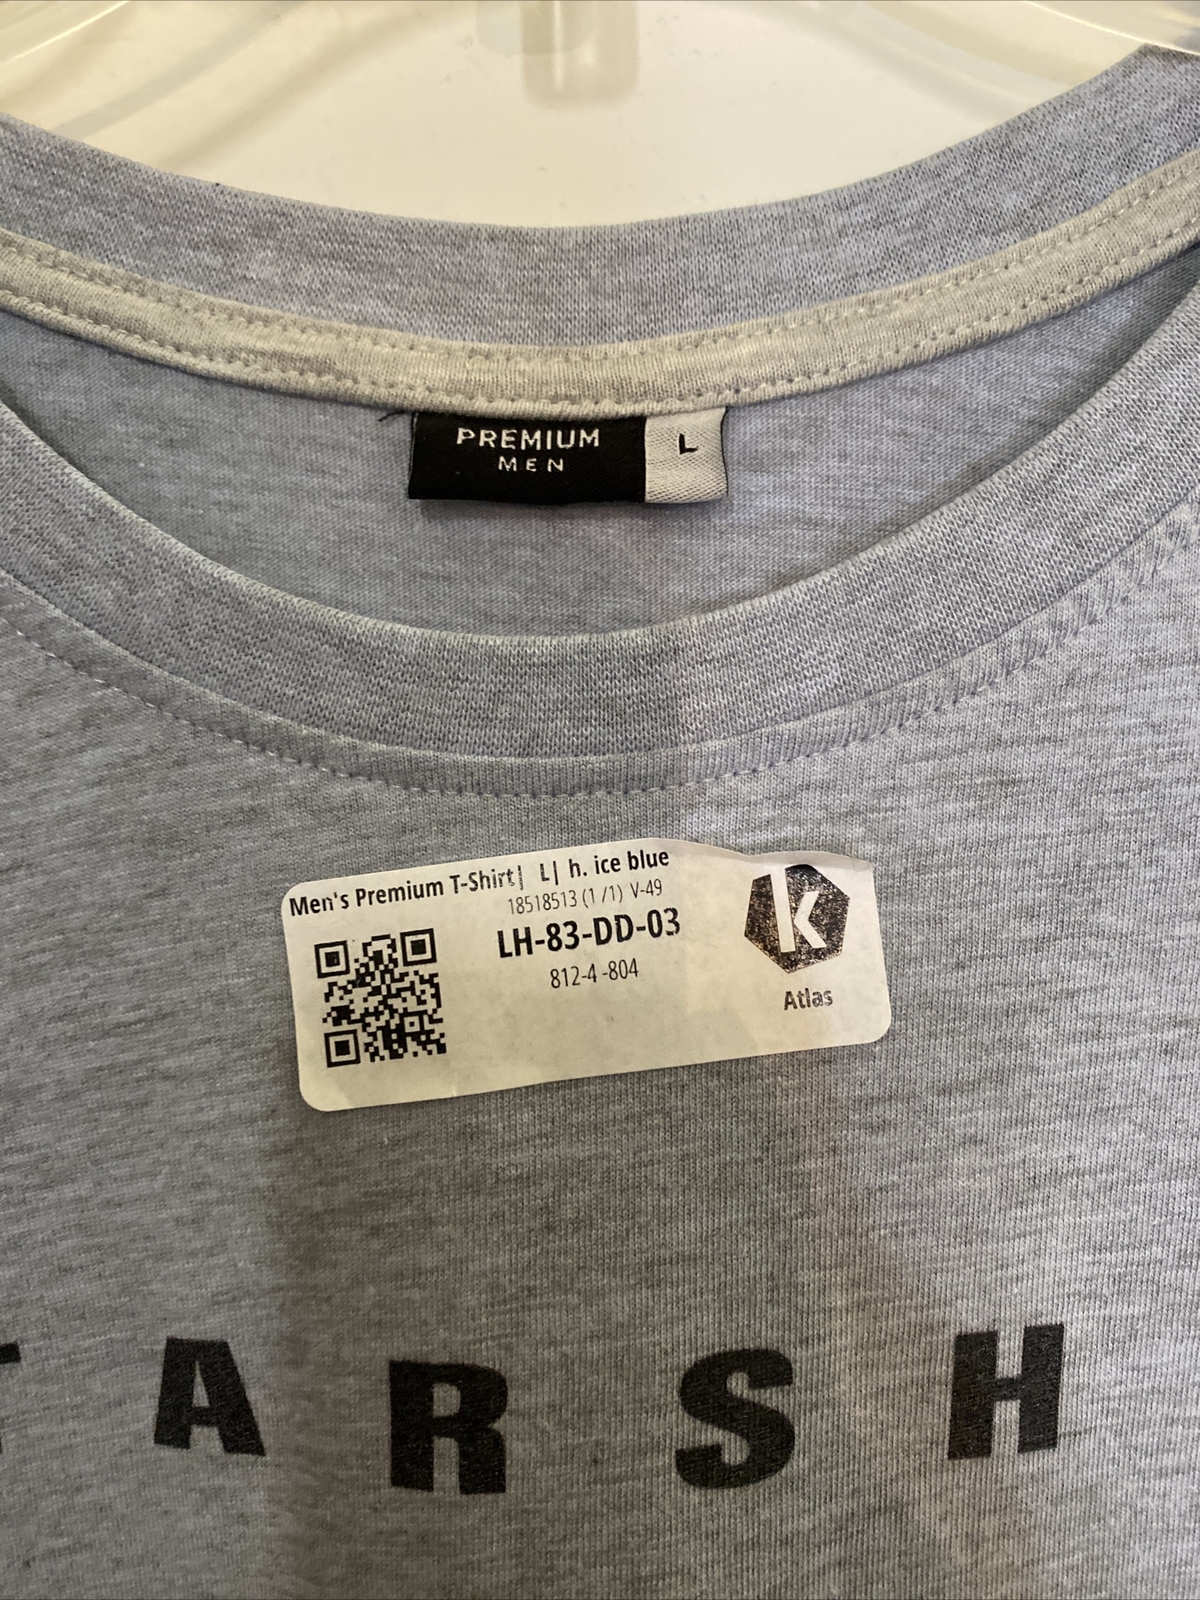 PREMIUM
MEN
L
Men's Premium T-Shirt| L| h. ice blue
18518513 (1 /1) V-49
LH-83-DD-03
812-4 -804
k
Atlas
TARSH